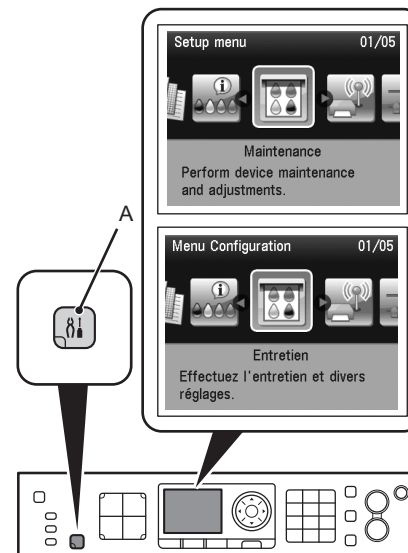 Setup menu 01/05
Maintenance
Perform device maintenance
and adjustments.
A
Menu Configuration 01/05
Entretien
Effectuez l'entretien et divers
réglages.